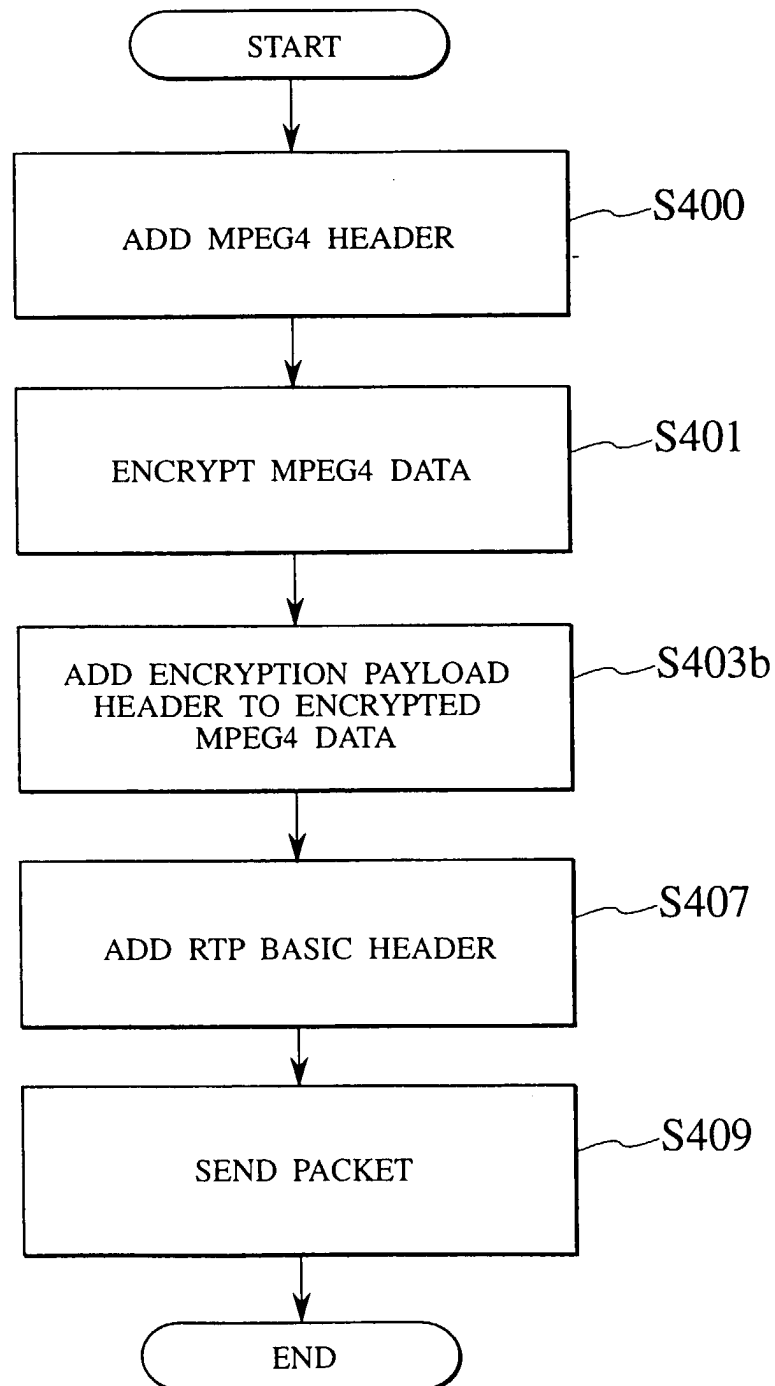 START
ADD MPEG4 HEADER
S400
ENCRYPT MPEG4 DATA
S401
ADD ENCRYPTION PAYLOAD
HEADER TO ENCRYPTED
MPEG4 DATA
S403b
ADD RTP BASIC HEADER
S407
SEND PACKET
S409
END